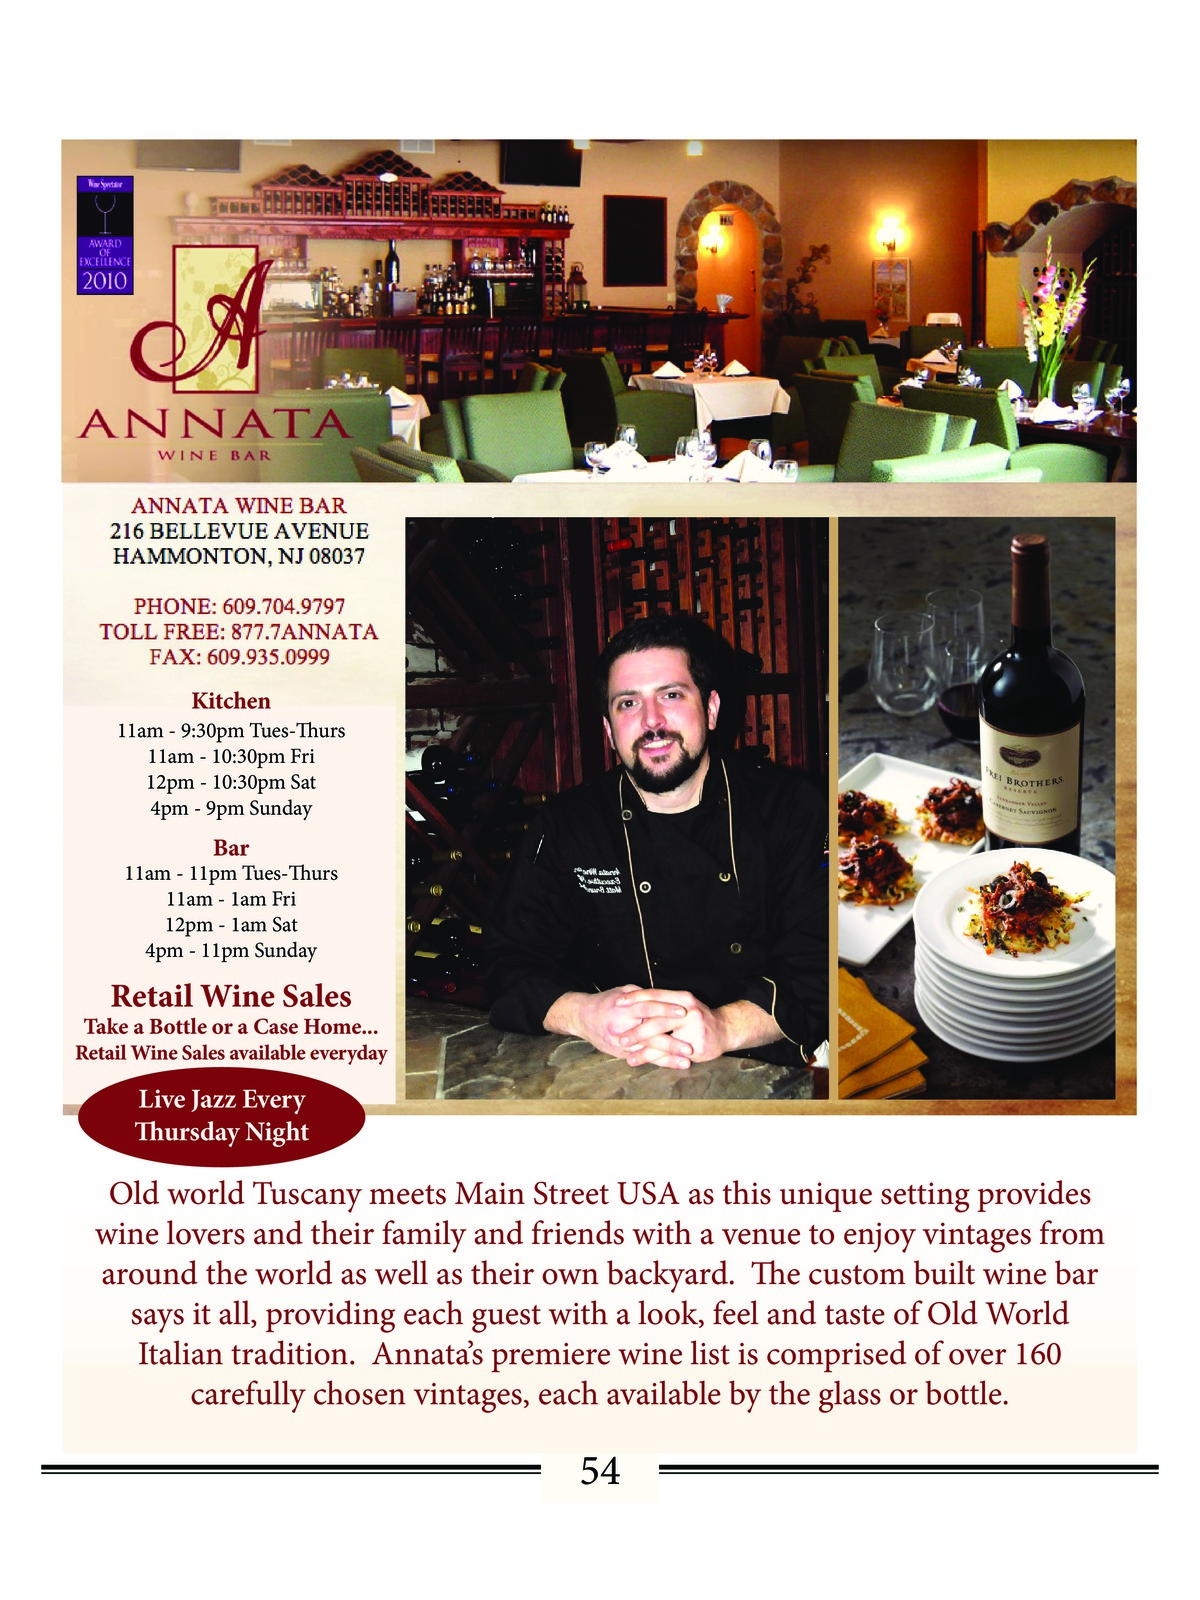 Wine Spectator
AWARD
OF
EXCELLENCE
2010
A
ANNATA
WINE BAR
ANNATA WINE BAR
216 BELLEVUE AVENUE
HAMMONTON, NJ 08037
PHONE: 609.704.9797
TOLL FREE: 877.7ANNATA
FAX: 609.935.0999
Kitchen
11am - 9:30pm Tues-Thurs
11am - 10:30pm Fri
12pm - 10:30pm Sat
4pm - 9pm Sunday
Bar
11am - 11pm Tues-Thurs
11am - 1am Fri
12pm - 1am Sat
4pm - 11pm Sunday
Retail Wine Sales
Take a Bottle or a Case Home...
Retail Wine Sales available everyday
Live Jazz Every
Thursday Night
FREI BROTHERS
RESERVE
ALEXANDER VALLEY
CABERNET SAUVIGNON
Old world Tuscany meets Main Street USA as this unique setting provides
wine lovers and their family and friends with a venue to enjoy vintages from
around the world as well as their own backyard.  The custom built wine bar
says it all, providing each guest with a look, feel and taste of Old World
Italian tradition.  Annata's premiere wine list is comprised of over 160
carefully chosen vintages, each available by the glass or bottle.
54